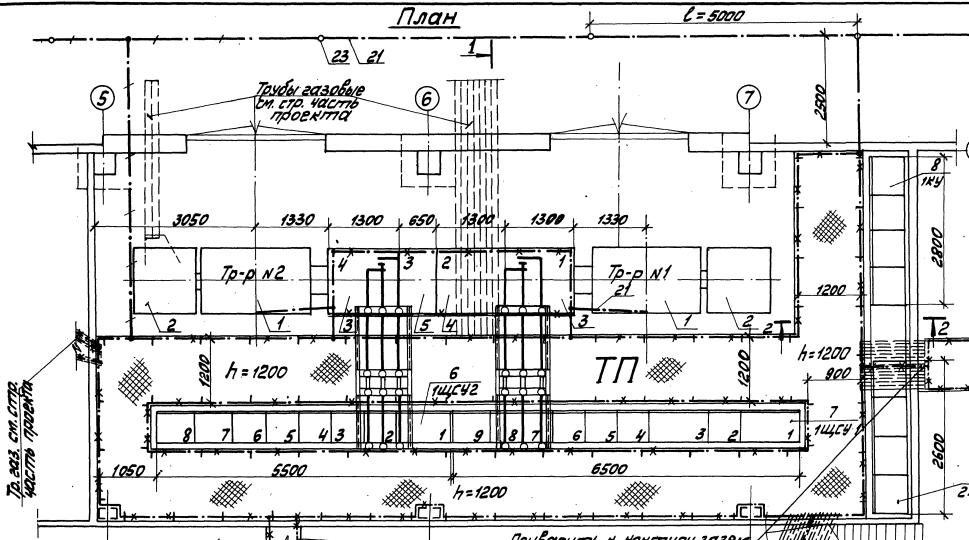 План
l = 5000
1
23 21
Трубы газовые
см. стр. часть
проекта
5
6
7
2500
8
1КУ
3050
1330
1300
650
1300
1300
1330
2800
1200
4 3 2 1
Тр-р №2
Тр-р №1
21
2 1 3 5 4 3 1 2
2
2
1200
h = 1200
ТП
1200
h = 1200
900
Тр. газ. см. стр.
часть проекта
6
1ЩСУ2
7
1ЩСУ
8 7 6 5 4 3 2 1 9 8 7 6 5 4 3 2 1
2600
1050
5500
6500
h = 1200
2